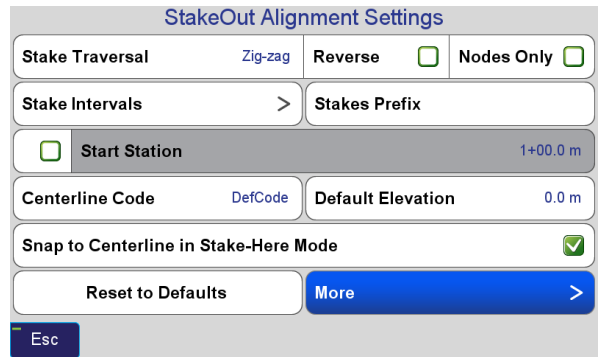 StakeOut Alignment Settings
Stake Traversal Zig-zag Reverse Nodes Only
Stake Intervals > Stakes Prefix
Start Station 1+00.0 m
Centerline Code DefCode Default Elevation 0.0 m
Snap to Centerline in Stake-Here Mode
Reset to Defaults More >
Esc